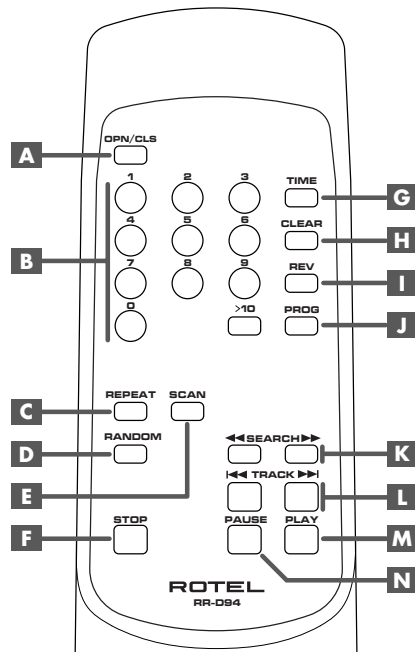 OPN/CLS
A
1 2 3 TIME
G
4 5 6 CLEAR
H
B
7 8 9 REV
I
0 >10 PROG
J
REPEAT SCAN
C
◀◀SEARCH▶▶
RANDOM
K
D
E
|◀◀ TRACK ▶▶|
L
STOP PAUSE PLAY
F
M
N
ROTEL
RR-D94